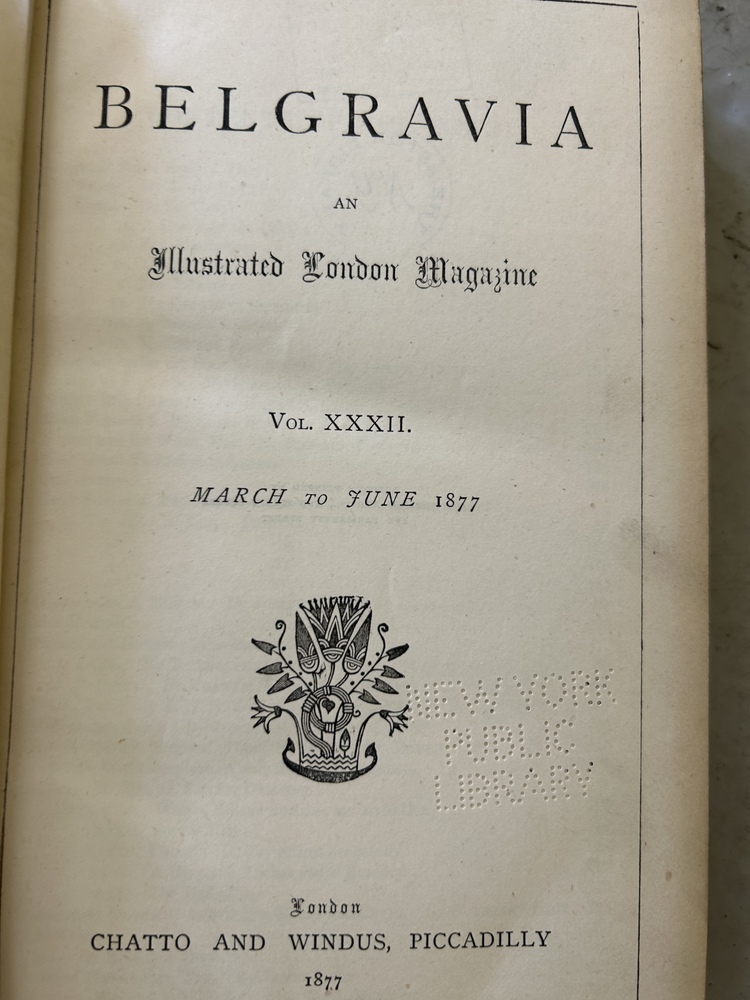 BELGRAVIA
AN
Illustrated London Magazine
VOL. XXXII.
MARCH TO JUNE 1877
NEW YORK
PUBLIC
LIBRARY
London
CHATTO AND WINDUS, PICCADILLY
1877